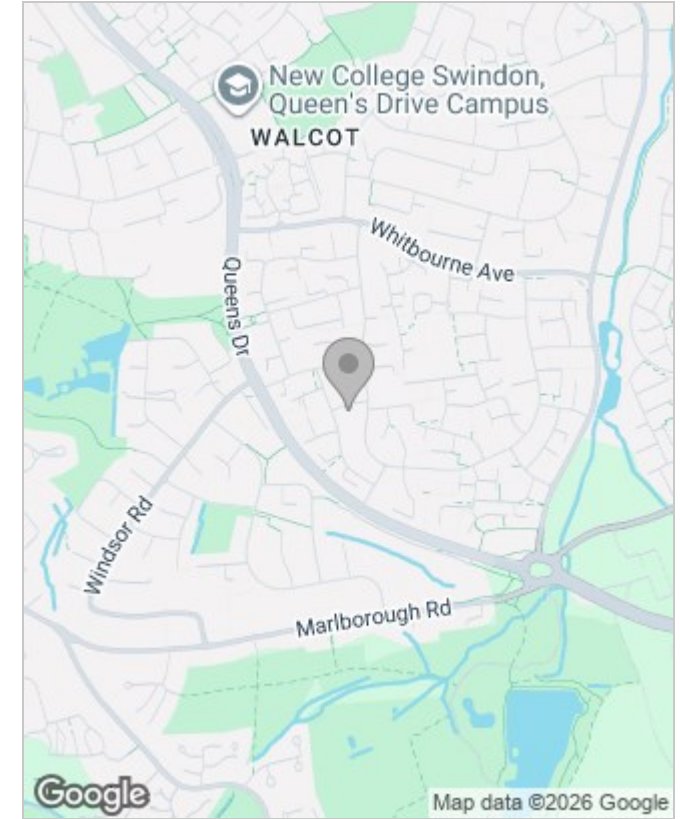 New College Swindon,
Queen's Drive Campus
WALCOT
Whitbourne Ave
Queens Dr
Windsor Rd
Marlborough Rd
Google
Map data ©2026 Google